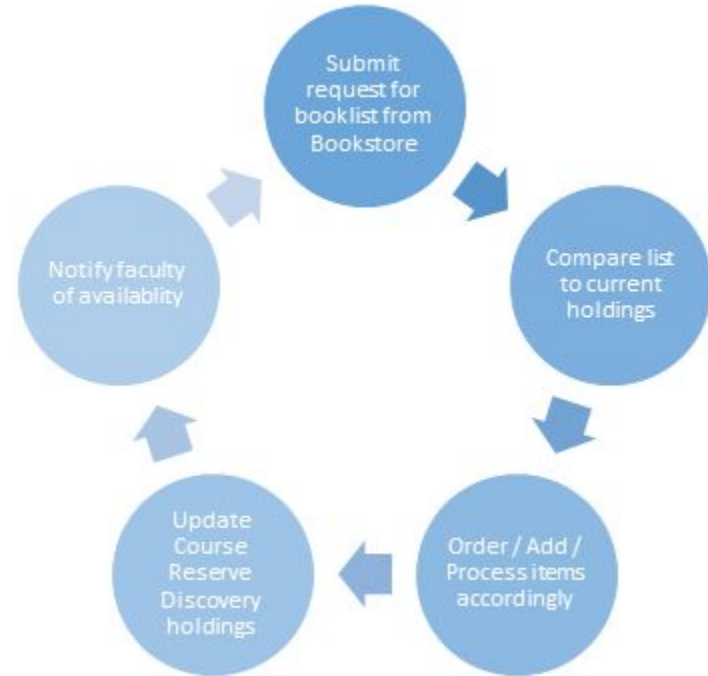 Submit
request for
booklist from
Bookstore
Compare list
to current
holdings
Order / Add /
Process items
accordingly
Update
Course
Reserve
Discovery
holdings
Notify faculty
of availablity